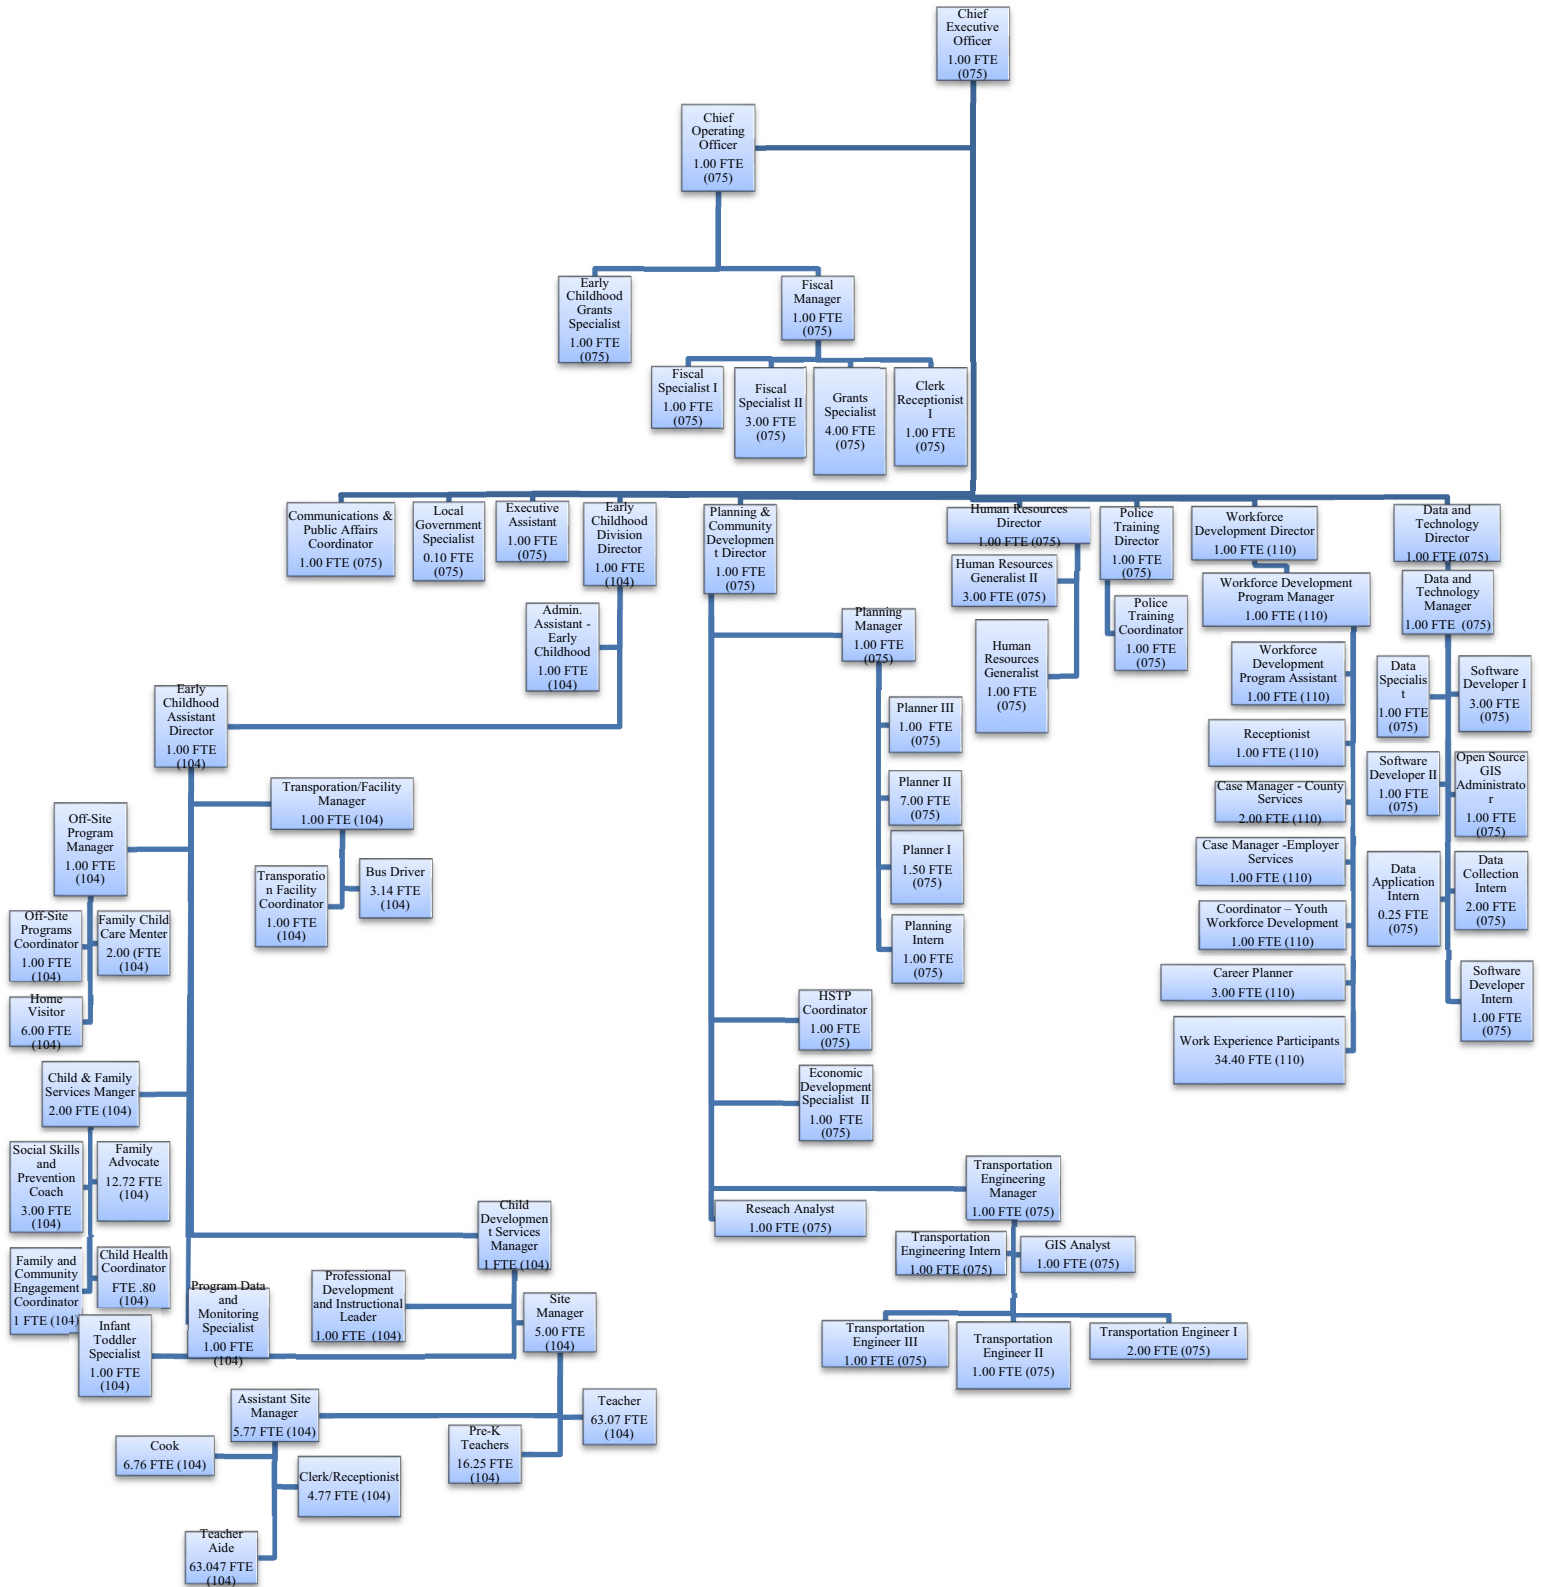 Chief
Executive
Officer
1.00 FTE
(075)
Chief
Operating
Officer
1.00 FTE
(075)
Early
Childhood
Grants
Specialist
1.00 FTE
(075)
Fiscal
Manager
1.00 FTE
(075)
Fiscal
Specialist I
1.00 FTE
(075)
Fiscal
Specialist II
3.00 FTE
(075)
Grants
Specialist
4.00 FTE
(075)
Clerk
Receptionist
I
1.00 FTE
(075)
Communications &
Public Affairs
Coordinator
1.00 FTE (075)
Local
Government
Specialist
0.10 FTE
(075)
Executive
Assistant
1.00 FTE
(075)
Early
Childhood
Division
Director
1.00 FTE
(104)
Planning &
Community
Developmen
t Director
1.00 FTE
(075)
Human Resources
Director
1.00 FTE (075)
Police
Training
Director
1.00 FTE
(075)
Workforce
Development Director
1.00 FTE (110)
Data and
Technology
Director
1.00 FTE (075)
Admin.
Assistant -
Early
Childhood
1.00 FTE
(104)
Early
Childhood
Assistant
Director
1.00 FTE
(104)
Transporation/Facility
Manager
1.00 FTE (104)
Transporatio
n Facility
Coordinator
1.00 FTE
(104)
Bus Driver
3.14 FTE
(104)
Off-Site
Program
Manager
1.00 FTE
(104)
Off-Site
Programs
Coordinator
1.00 FTE
(104)
Family Child
Care Menter
2.00 (FTE
(104)
Home
Visitor
6.00 FTE
(104)
Child & Family
Services Manger
2.00 FTE (104)
Social Skills
and
Prevention
Coach
3.00 FTE
(104)
Family
Advocate
12.72 FTE
(104)
Family and
Community
Engagement
Coordinator
1 FTE (104)
Child Health
Coordinator
FTE .80
(104)
Infant
Toddler
Specialist
1.00 FTE
(104)
Program Data
and
Monitoring
Specialist
1.00 FTE
(104)
Child
Developmen
t Services
Manager
1 FTE (104)
Professional
Development
and Instructional
Leader
1.00 FTE (104)
Site
Manager
5.00 FTE
(104)
Teacher
63.07 FTE
(104)
Pre-K
Teachers
16.25 FTE
(104)
Assistant Site
Manager
5.77 FTE (104)
Cook
6.76 FTE (104)
Clerk/Receptionist
4.77 FTE (104)
Teacher
Aide
63.047 FTE
(104)
Planning
Manager
1.00 FTE
(075)
Planner III
1.00 FTE
(075)
Planner II
7.00 FTE
(075)
Planner I
1.50 FTE
(075)
Planning
Intern
1.00 FTE
(075)
HSTP
Coordinator
1.00 FTE
(075)
Economic
Development
Specialist II
1.00 FTE
(075)
Transportation
Engineering
Manager
1.00 FTE (075)
Reseach Analyst
1.00 FTE (075)
Transportation
Engineering Intern
1.00 FTE (075)
GIS Analyst
1.00 FTE (075)
Transportation
Engineer III
1.00 FTE (075)
Transportation
Engineer II
1.00 FTE (075)
Transportation Engineer I
2.00 FTE (075)
Human Resources
Generalist II
3.00 FTE (075)
Human
Resources
Generalist
1.00 FTE
(075)
Police
Training
Coordinator
1.00 FTE
(075)
Workforce Development
Program Manager
1.00 FTE (110)
Workforce
Development
Program Assistant
1.00 FTE (110)
Receptionist
1.00 FTE (110)
Case Manager - County
Services
2.00 FTE (110)
Case Manager -Employer
Services
1.00 FTE (110)
Coordinator – Youth
Workforce Development
1.00 FTE (110)
Career Planner
3.00 FTE (110)
Work Experience Participants
34.40 FTE (110)
Data and
Technology
Manager
1.00 FTE (075)
Data
Specialis
t
1.00 FTE
(075)
Software
Developer I
3.00 FTE
(075)
Software
Developer II
1.00 FTE
(075)
Open Source
GIS
Administrato
r
1.00 FTE
(075)
Data
Application
Intern
0.25 FTE
(075)
Data
Collection
Intern
2.00 FTE
(075)
Software
Developer
Intern
1.00 FTE
(075)